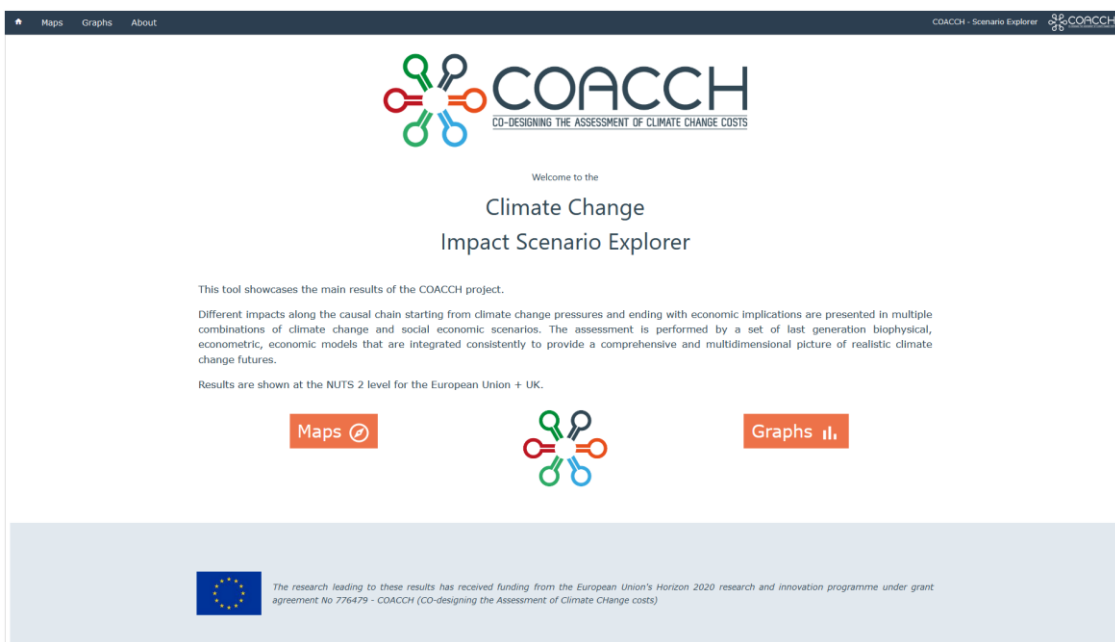 Maps Graphs About COACCH - Scenario Explorer COACCH
COACCH
CO-DESIGNING THE ASSESSMENT OF CLIMATE CHANGE COSTS
Welcome to the
Climate Change
Impact Scenario Explorer
This tool showcases the main results of the COACCH project.
Different impacts along the causal chain starting from climate change pressures and ending with economic implications are presented in multiple
combinations of climate change and social economic scenarios. The assessment is performed by a set of last generation biophysical,
econometric, economic models that are integrated consistently to provide a comprehensive and multidimensional picture of realistic climate
change futures.
Results are shown at the NUTS 2 level for the European Union + UK.
Maps Graphs
The research leading to these results has received funding from the European Union's Horizon 2020 research and innovation programme under grant
agreement No 776479 - COACCH (CO-designing the Assessment of Climate CHange costs)